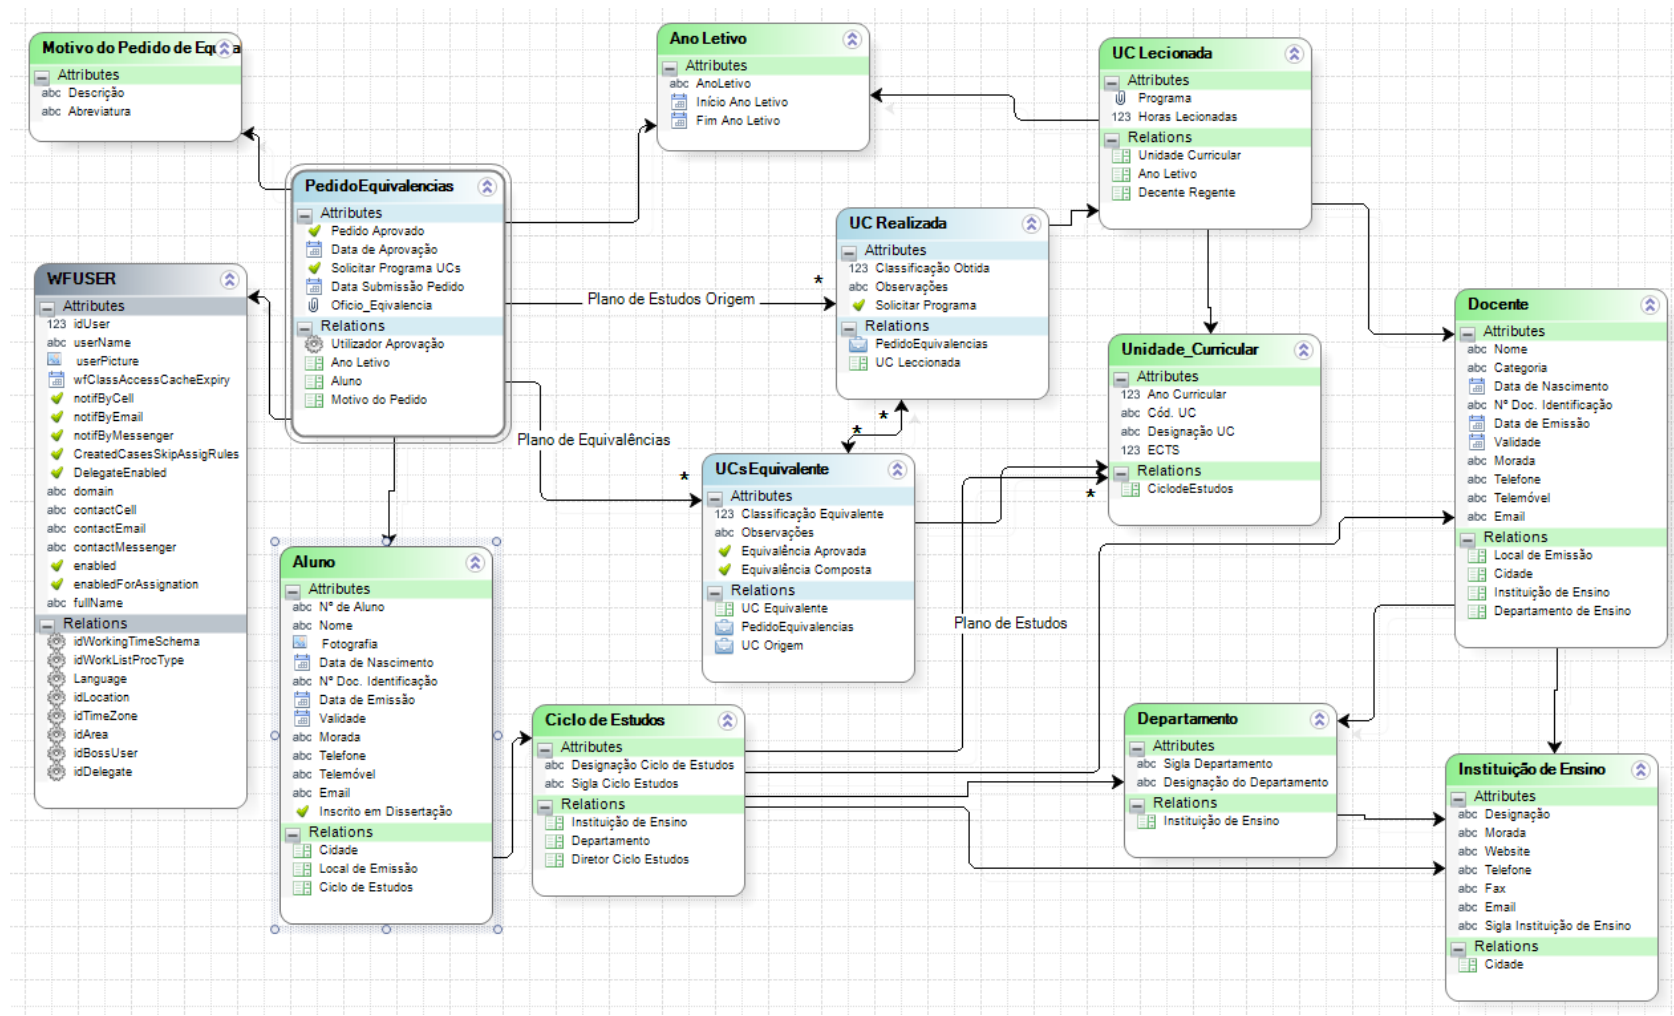 Motivo do Pedido de Equiva
Attributes
abc Descrição
abc Abreviatura
PedidoEquivalencias
Attributes
Pedido Aprovado
Data de Aprovação
Solicitar Programa UCs
Data Submissão Pedido
Oficio_Eqivalencia
Relations
Utilizador Aprovação
Ano Letivo
Aluno
Motivo do Pedido
WFUSER
Attributes
123 idUser
abc userName
userPicture
wfClassAccessCacheExpiry
notifByCell
notifByEmail
notifByMessenger
CreatedCasesSkipAssigRules
DelegateEnabled
abc domain
abc contactCell
abc contactEmail
abc contactMessenger
enabled
enabledForAssignation
abc fullName
Relations
idWorkingTimeSchema
idWorkListProcType
Language
idLocation
idTimeZone
idArea
idBossUser
idDelegate
Aluno
Attributes
abc Nº de Aluno
abc Nome
Fotografia
Data de Nascimento
abc Nº Doc. Identificação
Data de Emissão
Validade
abc Morada
abc Telefone
abc Telemóvel
abc Email
Inscrito em Dissertação
Relations
Cidade
Local de Emissão
Ciclo de Estudos
Ano Letivo
Attributes
abc AnoLetivo
Início Ano Letivo
Fim Ano Letivo
Plano de Estudos Origem
*
Plano de Equivalências
*
UC Realizada
Attributes
123 Classificação Obtida
abc Observações
Solicitar Programa
Relations
PedidoEquivalencias
UC Leccionada
*
*
UCsEquivalente
Attributes
123 Classificação Equivalente
abc Observações
Equivalência Aprovada
Equivalência Composta
Relations
UC Equivalente
PedidoEquivalencias
UC Origem
Ciclo de Estudos
Attributes
abc Designação Ciclo de Estudos
abc Sigla Ciclo Estudos
Relations
Instituição de Ensino
Departamento
Diretor Ciclo Estudos
Plano de Estudos
*
UC Lecionada
Attributes
Programa
123 Horas Lecionadas
Relations
Unidade Curricular
Ano Letivo
Decente Regente
Unidade_Curricular
Attributes
123 Ano Curricular
abc Cód. UC
abc Designação UC
123 ECTS
Relations
CiclodeEstudos
Docente
Attributes
abc Nome
abc Categoria
Data de Nascimento
abc Nº Doc. Identificação
Data de Emissão
Validade
abc Morada
abc Telefone
abc Telemóvel
abc Email
Relations
Local de Emissão
Cidade
Instituição de Ensino
Departamento de Ensino
Departamento
Attributes
abc Sigla Departamento
abc Designação do Departamento
Relations
Instituição de Ensino
Instituição de Ensino
Attributes
abc Designação
abc Morada
abc Website
abc Telefone
abc Fax
abc Email
abc Sigla Instituição de Ensino
Relations
Cidade